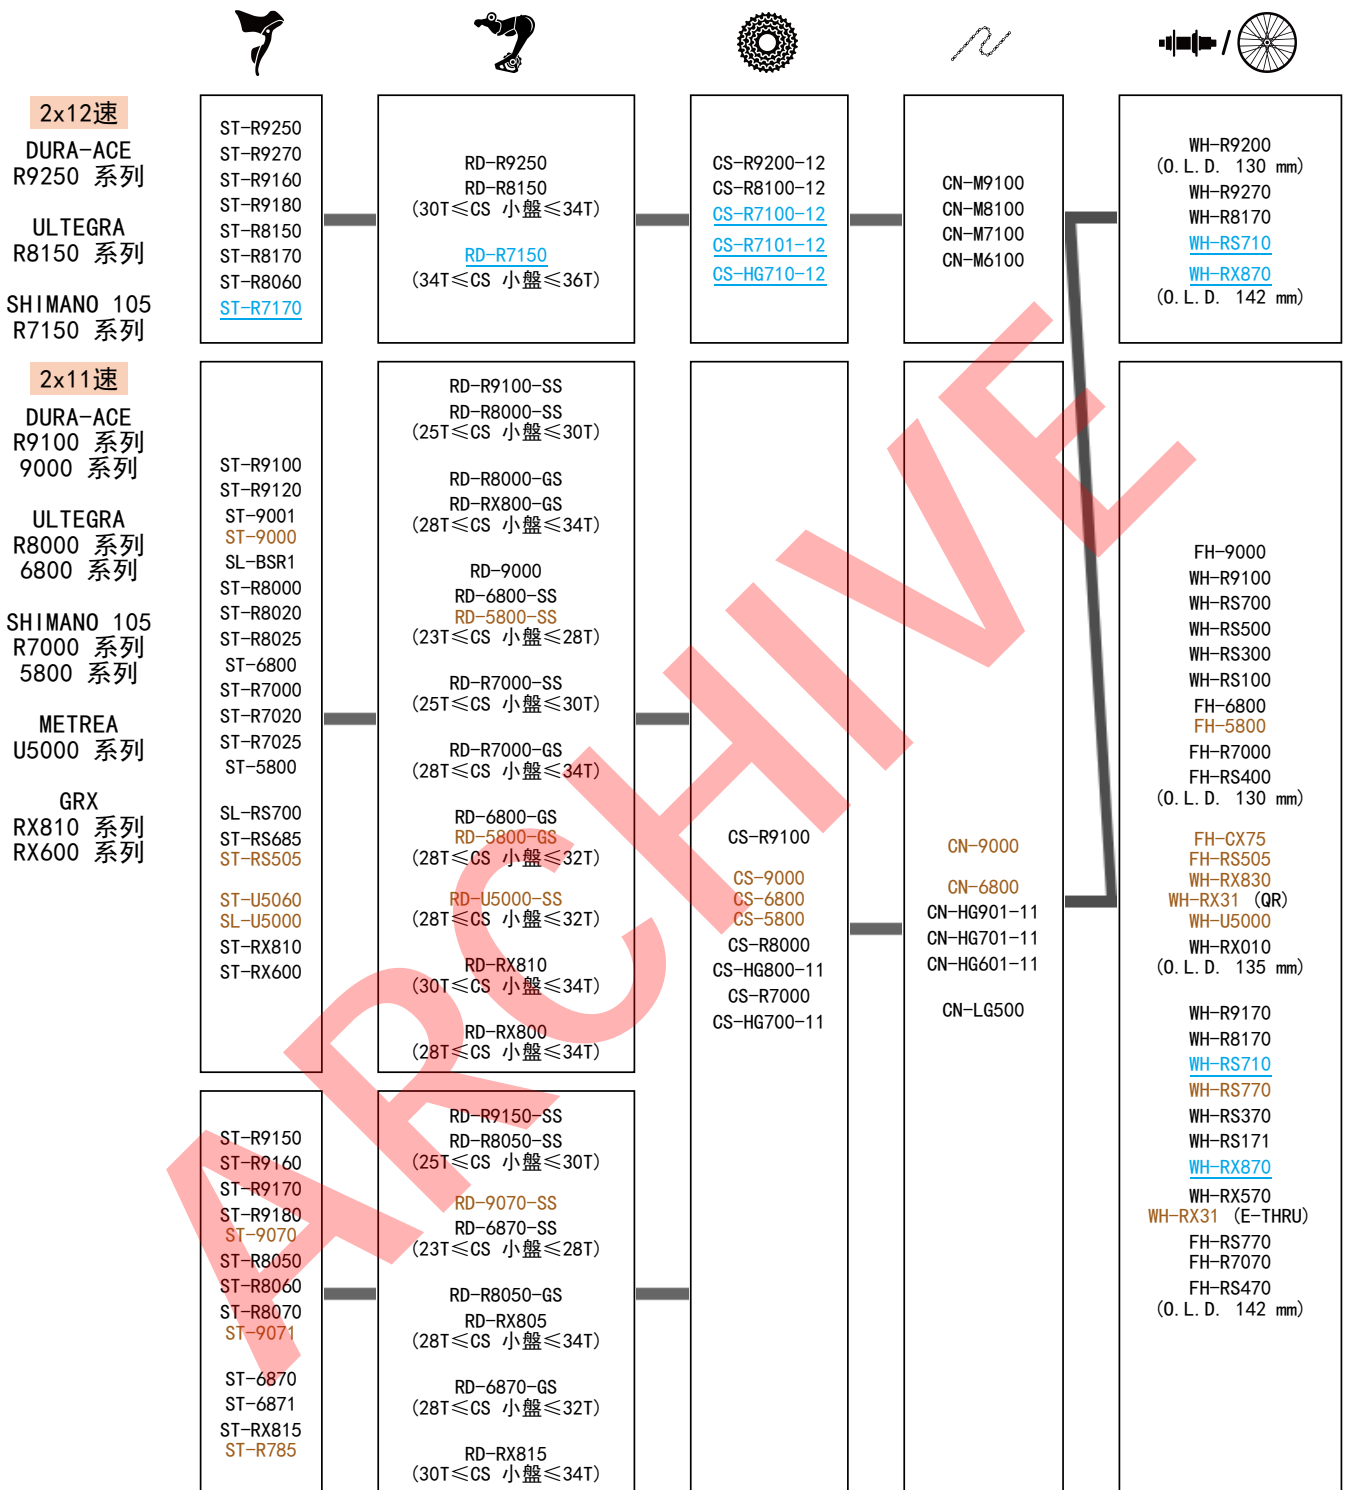 2x12速
DURA-ACE
R9250 系列
ULTEGRA
R8150 系列
SHIMANO 105
R7150 系列
ST-R9250
ST-R9270
ST-R9160
ST-R9180
ST-R8150
ST-R8170
ST-R8060
ST-R7170
RD-R9250
RD-R8150
(30T≤CS 小盤≤34T)
RD-R7150
(34T≤CS 小盤≤36T)
CS-R9200-12
CS-R8100-12
CS-R7100-12
CS-R7101-12
CS-HG710-12
CN-M9100
CN-M8100
CN-M7100
CN-M6100
WH-R9200
(O.L.D. 130 mm)
WH-R9270
WH-R8170
WH-RS710
WH-RX870
(O.L.D. 142 mm)
2x11速
DURA-ACE
R9100 系列
9000 系列
ULTEGRA
R8000 系列
6800 系列
SHIMANO 105
R7000 系列
5800 系列
METREA
U5000 系列
GRX
RX810 系列
RX600 系列
ST-R9100
ST-R9120
ST-9001
ST-9000
SL-BSR1
ST-R8000
ST-R8020
ST-R8025
ST-6800
ST-R7000
ST-R7020
ST-R7025
ST-5800
SL-RS700
ST-RS685
ST-RS505
ST-U5060
SL-U5000
ST-RX810
ST-RX600
RD-R9100-SS
RD-R8000-SS
(25T≤CS 小盤≤30T)
RD-R8000-GS
RD-RX800-GS
(28T≤CS 小盤≤34T)
RD-9000
RD-6800-SS
RD-5800-SS
(23T≤CS 小盤≤28T)
RD-R7000-SS
(25T≤CS 小盤≤30T)
RD-R7000-GS
(28T≤CS 小盤≤34T)
RD-6800-GS
RD-5800-GS
(28T≤CS 小盤≤32T)
RD-U5000-SS
(28T≤CS 小盤≤32T)
RD-RX810
(30T≤CS 小盤≤34T)
RD-RX800
(28T≤CS 小盤≤34T)
ST-R9150
ST-R9160
ST-R9170
ST-R9180
ST-9070
ST-R8050
ST-R8060
ST-R8070
ST-9071
ST-6870
ST-6871
ST-RX815
ST-R785
RD-R9150-SS
RD-R8050-SS
(25T≤CS 小盤≤30T)
RD-9070-SS
RD-6870-SS
(23T≤CS 小盤≤28T)
RD-R8050-GS
RD-RX805
(28T≤CS 小盤≤34T)
RD-6870-GS
(28T≤CS 小盤≤32T)
RD-RX815
(30T≤CS 小盤≤34T)
CS-R9100
CS-9000
CS-6800
CS-5800
CS-R8000
CS-HG800-11
CS-R7000
CS-HG700-11
CN-9000
CN-6800
CN-HG901-11
CN-HG701-11
CN-HG601-11
CN-LG500
FH-9000
WH-R9100
WH-RS700
WH-RS500
WH-RS300
WH-RS100
FH-6800
FH-5800
FH-R7000
FH-RS400
(O.L.D. 130 mm)
FH-CX75
FH-RS505
WH-RX830
WH-RX31 (QR)
WH-U5000
WH-RX010
(O.L.D. 135 mm)
WH-R9170
WH-R8170
WH-RS710
WH-RS770
WH-RS370
WH-RS171
WH-RX870
WH-RX570
WH-RX31 (E-THRU)
FH-RS770
FH-R7070
FH-RS470
(O.L.D. 142 mm)
ARCHIVE